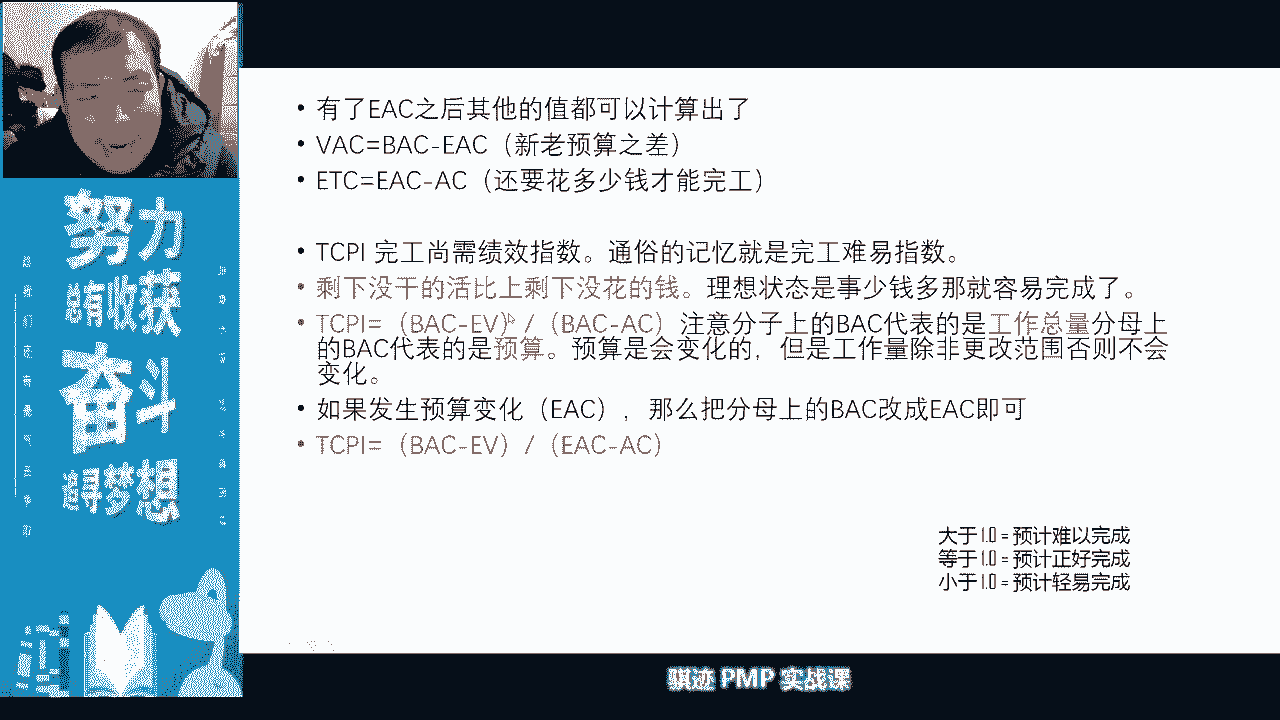 有了EAC之后其他的值都可以计算出了
VAC=BAC-EAC（新老预算之差）
ETC=EAC-AC（还要花多少钱才能完工）
TCPI 完工尚需绩效指数。通俗的记忆就是完工难易指数。
剩下没干的活比上剩下没花的钱。理想状态是事少钱多那就容易完成了。
TCPI=（BAC-EV）/（BAC-AC）注意分子上的BAC代表的是工作总量分母上
的BAC代表的是预算。预算是会变化的，但是工作量除非更改范围否则不会
变化。
如果发生预算变化（EAC），那么把分母上的BAC改成EAC即可
TCPI=（BAC-EV）/（EAC-AC）
大于1.0=预计难以完成
等于1.0=预计正好完成
小于1.0=预计轻易完成
努力
总有收获
奋斗
追寻梦想
骐迹 PMP 实战课